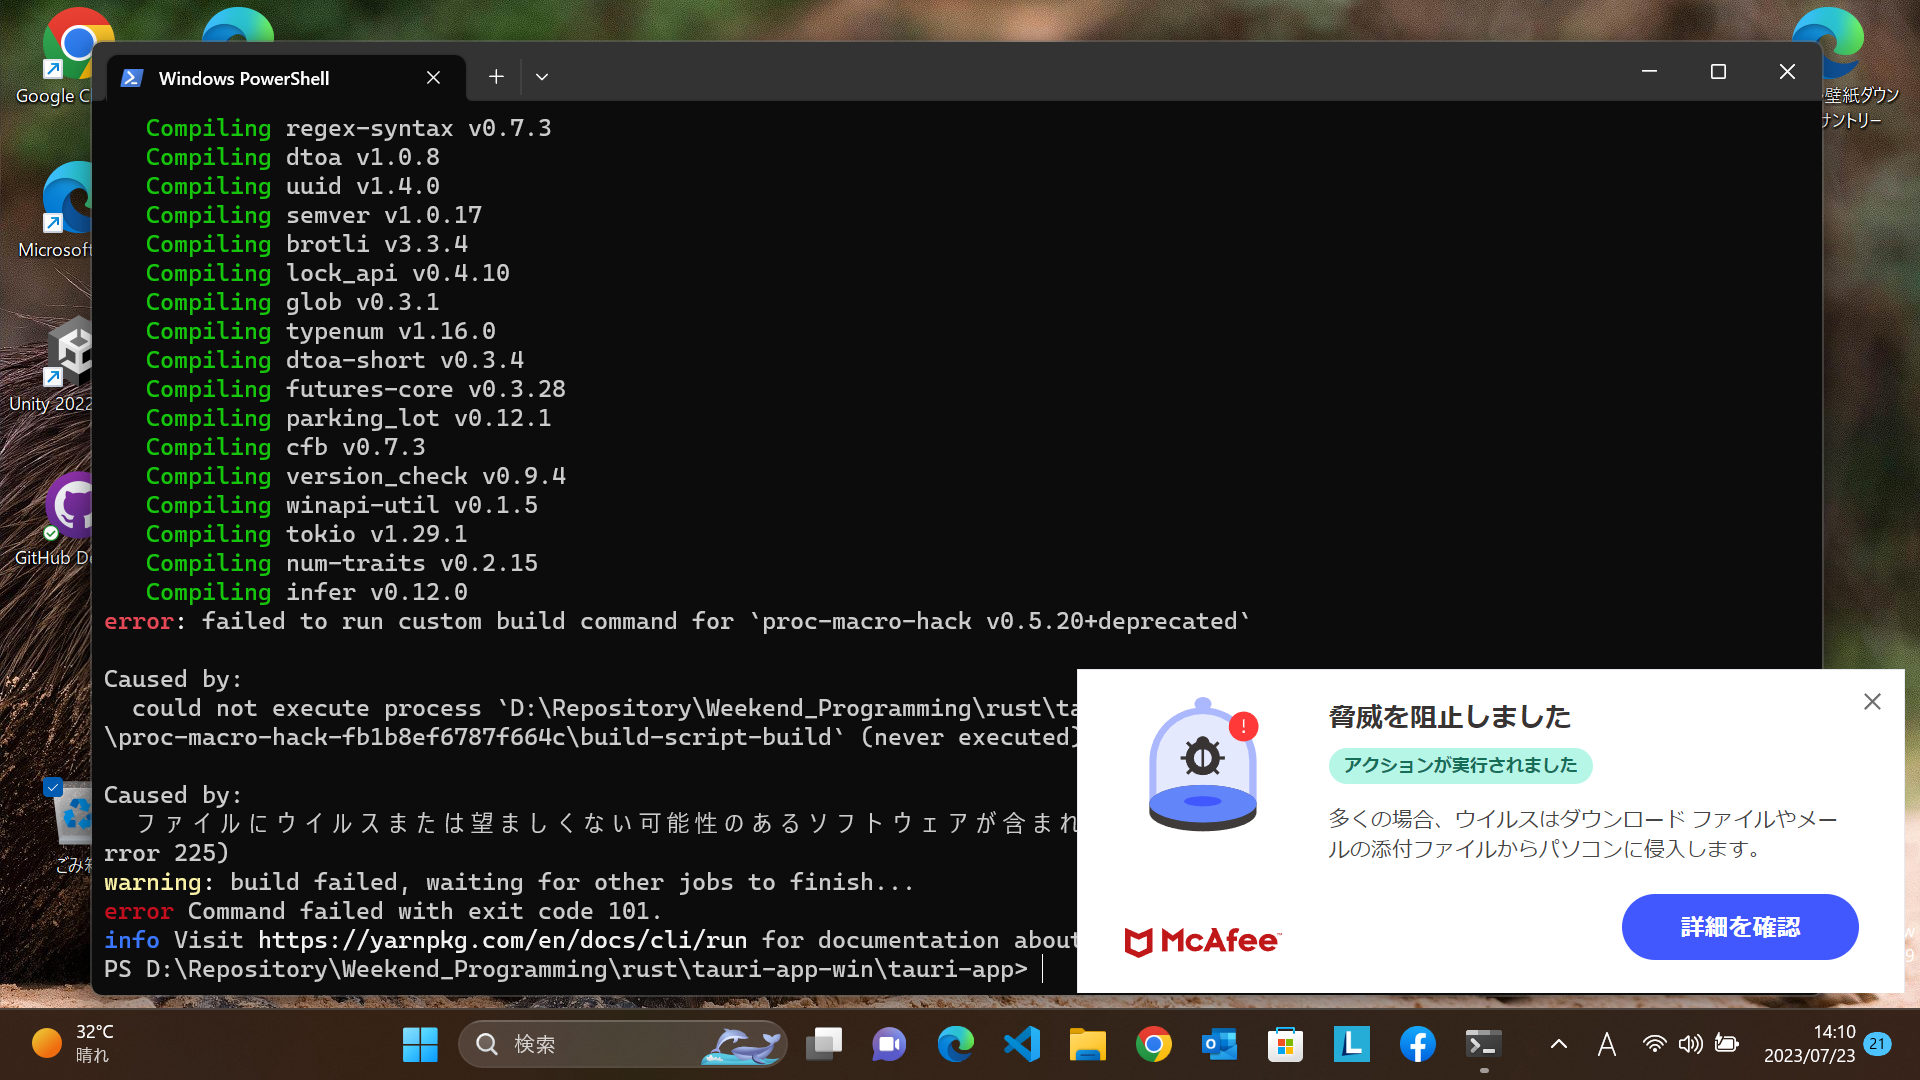 Google C
Microsoft
Unity 2022
GitHub De
ごみ箱
壁紙ダウン
サントリー
Windows PowerShell
Compiling regex-syntax v0.7.3
Compiling dtoa v1.0.8
Compiling uuid v1.4.0
Compiling semver v1.0.17
Compiling brotli v3.3.4
Compiling lock_api v0.4.10
Compiling glob v0.3.1
Compiling typenum v1.16.0
Compiling dtoa-short v0.3.4
Compiling futures-core v0.3.28
Compiling parking_lot v0.12.1
Compiling cfb v0.7.3
Compiling version_check v0.9.4
Compiling winapi-util v0.1.5
Compiling tokio v1.29.1
Compiling num-traits v0.2.15
Compiling infer v0.12.0
error: failed to run custom build command for `proc-macro-hack v0.5.20+deprecated`
Caused by:
could not execute process `D:\Repository\Weekend_Programming\rust\ta
\proc-macro-hack-fb1b8ef6787f664c\build-script-build` (never executed)
Caused by:
ファイルにウイルスまたは望ましくない可能性のあるソフトウェアが含まれ
rror 225)
warning: build failed, waiting for other jobs to finish...
error Command failed with exit code 101.
info Visit https://yarnpkg.com/en/docs/cli/run for documentation about
PS D:\Repository\Weekend_Programming\rust\tauri-app-win\tauri-app>
脅威を阻止しました
アクションが実行されました
多くの場合、ウイルスはダウンロード ファイルやメー
ルの添付ファイルからパソコンに侵入します。
McAfee™
詳細を確認
32°C
晴れ
検索
A
14:10
2023/07/23
21